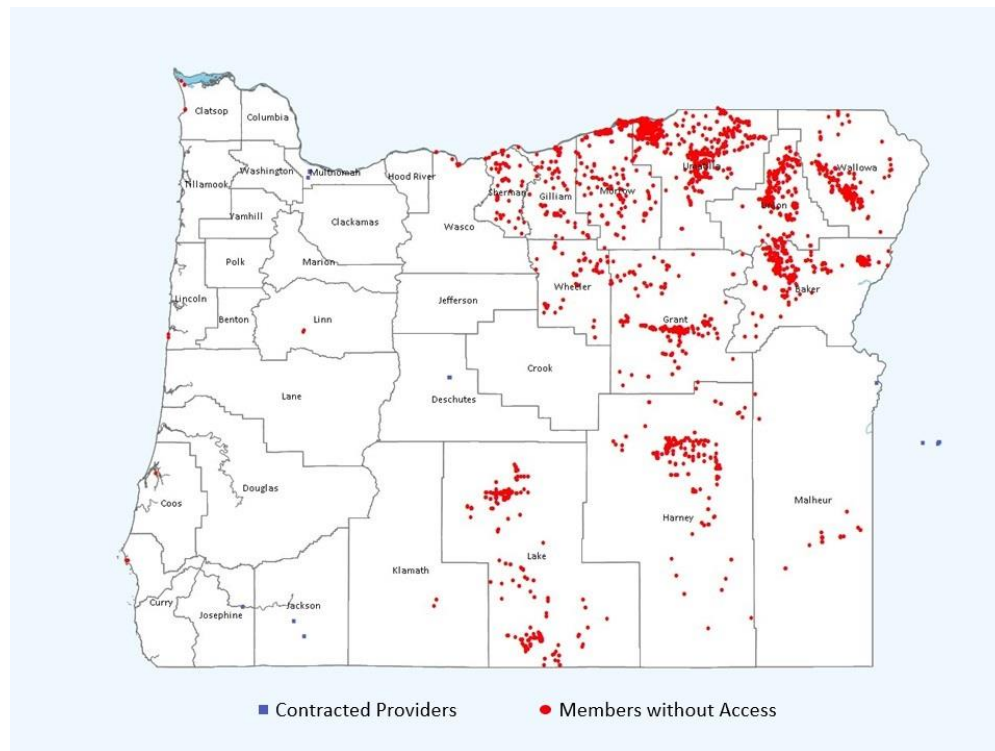 Clatsop
Columbia
Washington
Multhomah
Hood River
Tillamook
Yamhill
Clackamas
Wasco
Sherman
Gilliam
Morrow
Umatilla
Union
Wallowa
Polk
Marion
Lincoln
Benton
Linn
Jefferson
Wheeler
Grant
Baker
Lane
Deschutes
Crook
Douglas
Coos
Curry
Josephine
Jackson
Klamath
Lake
Harney
Malheur
Contracted Providers
Members without Access